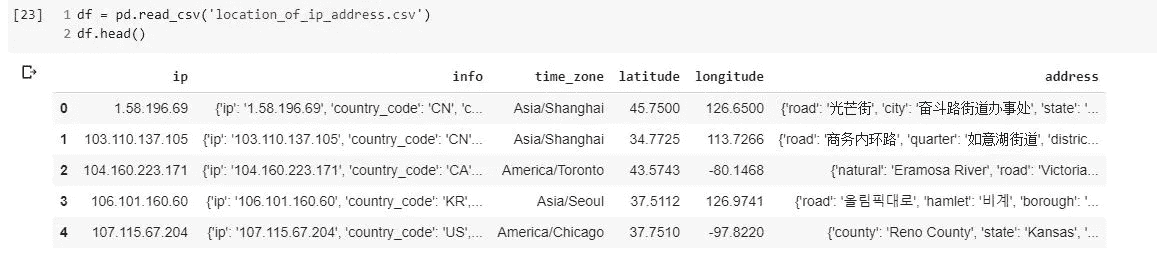 [23] 1 df = pd.read_csv('location_of_ip_address.csv')
2 df.head()
ip info time_zone latitude longitude address
0 1.58.196.69 {'ip': '1.58.196.69', 'country_code': 'CN', 'c... Asia/Shanghai 45.7500 126.6500 {'road': '光芒街', 'city': '奋斗路街道办事处', 'state': '...
1 103.110.137.105 {'ip': '103.110.137.105', 'country_code': 'CN'... Asia/Shanghai 34.7725 113.7266 {'road': '商务内环路', 'quarter': '如意湖街道', 'distric...
2 104.160.223.171 {'ip': '104.160.223.171', 'country_code': 'CA'... America/Toronto 43.5743 -80.1468 {'natural': 'Eramosa River', 'road': 'Victoria...
3 106.101.160.60 {'ip': '106.101.160.60', 'country_code': 'KR',... Asia/Seoul 37.5112 126.9741 {'road': '올림픽대로', 'hamlet': '비계', 'borough': '...
4 107.115.67.204 {'ip': '107.115.67.204', 'country_code': 'US',... America/Chicago 37.7510 -97.8220 {'county': 'Reno County', 'state': 'Kansas', '...